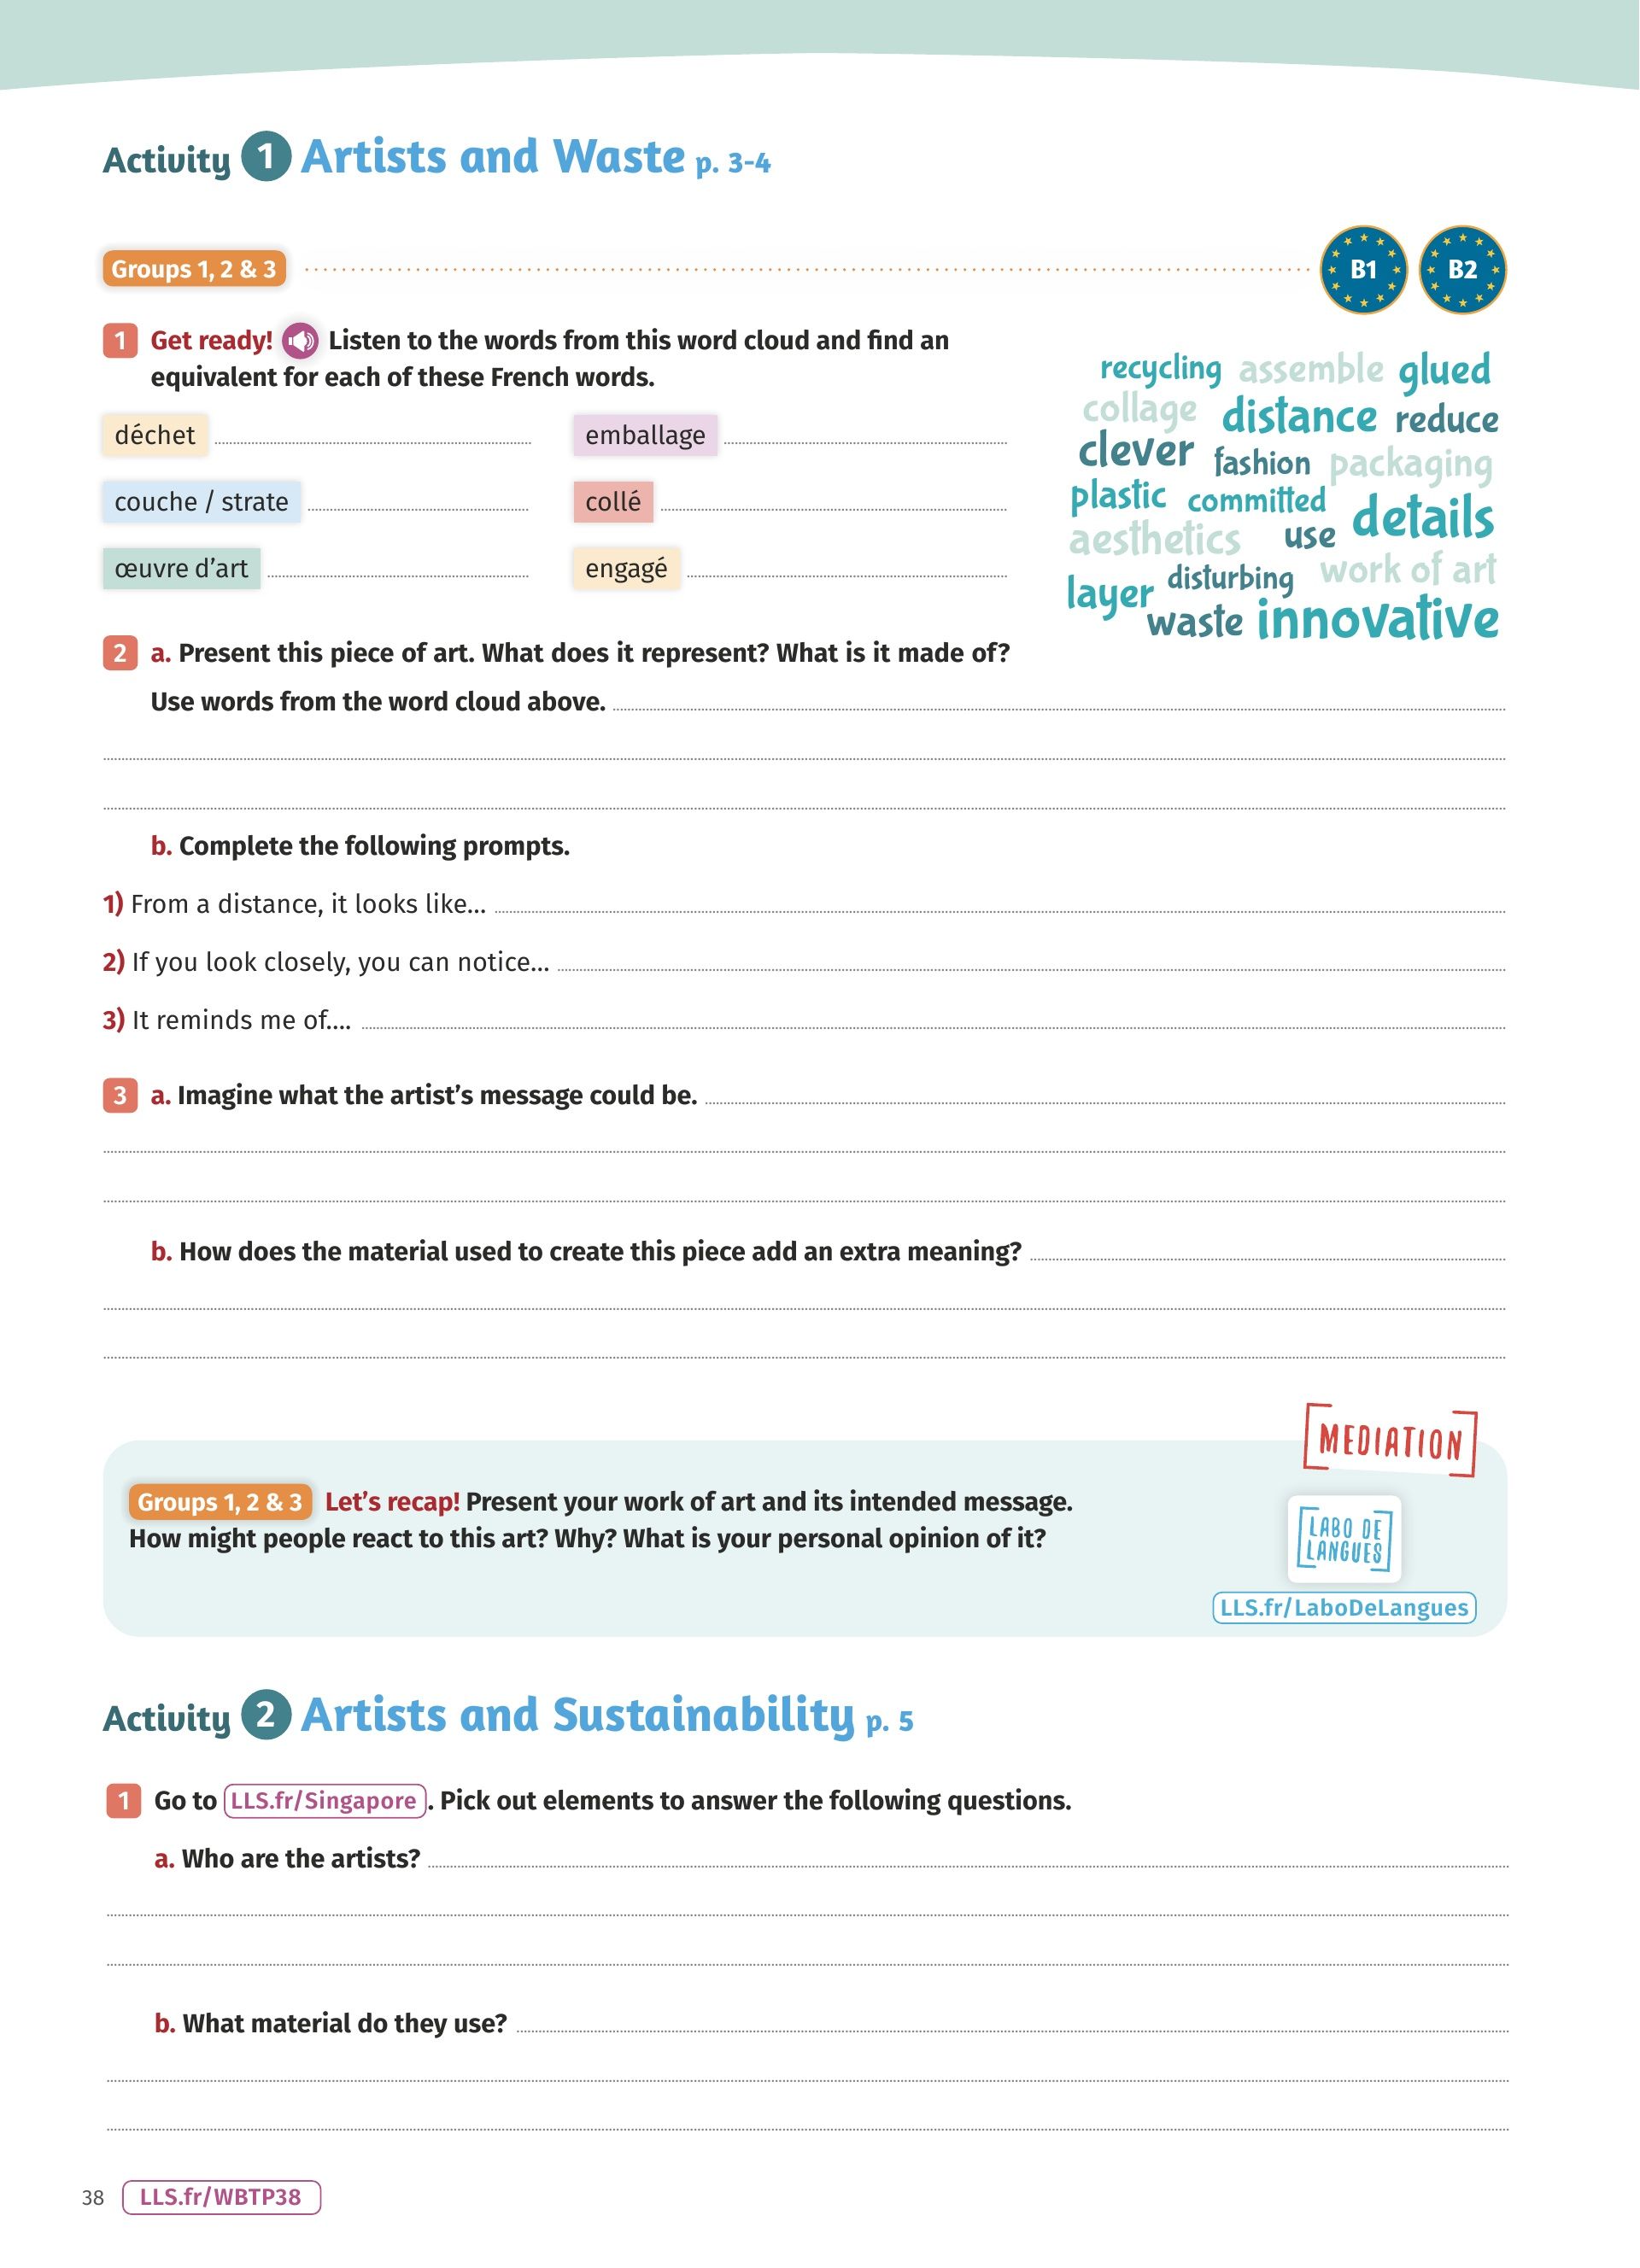 Activity 1 Artists and Waste p. 3-4
Groups 1, 2 & 3
B1 B2
1 Get ready! Listen to the words from this word cloud and find an
equivalent for each of these French words.
déchet
emballage
couche / strate
collé
œuvre d’art
engagé
recycling assemble glued
collage distance reduce
clever fashion packaging
plastic committed details
aesthetics use
layer disturbing work of art
waste innovative
2 a. Present this piece of art. What does it represent? What is it made of?
Use words from the word cloud above.
b. Complete the following prompts.
1) From a distance, it looks like...
2) If you look closely, you can notice...
3) It reminds me of....
3 a. Imagine what the artist’s message could be.
b. How does the material used to create this piece add an extra meaning?
MEDIATION
Groups 1, 2 & 3 Let’s recap! Present your work of art and its intended message.
How might people react to this art? Why? What is your personal opinion of it?
LABO DE
LANGUES
LLS.fr/LaboDeLangues
Activity 2 Artists and Sustainability p. 5
1 Go to LLS.fr/Singapore. Pick out elements to answer the following questions.
a. Who are the artists?
b. What material do they use?
38 LLS.fr/WBTP38